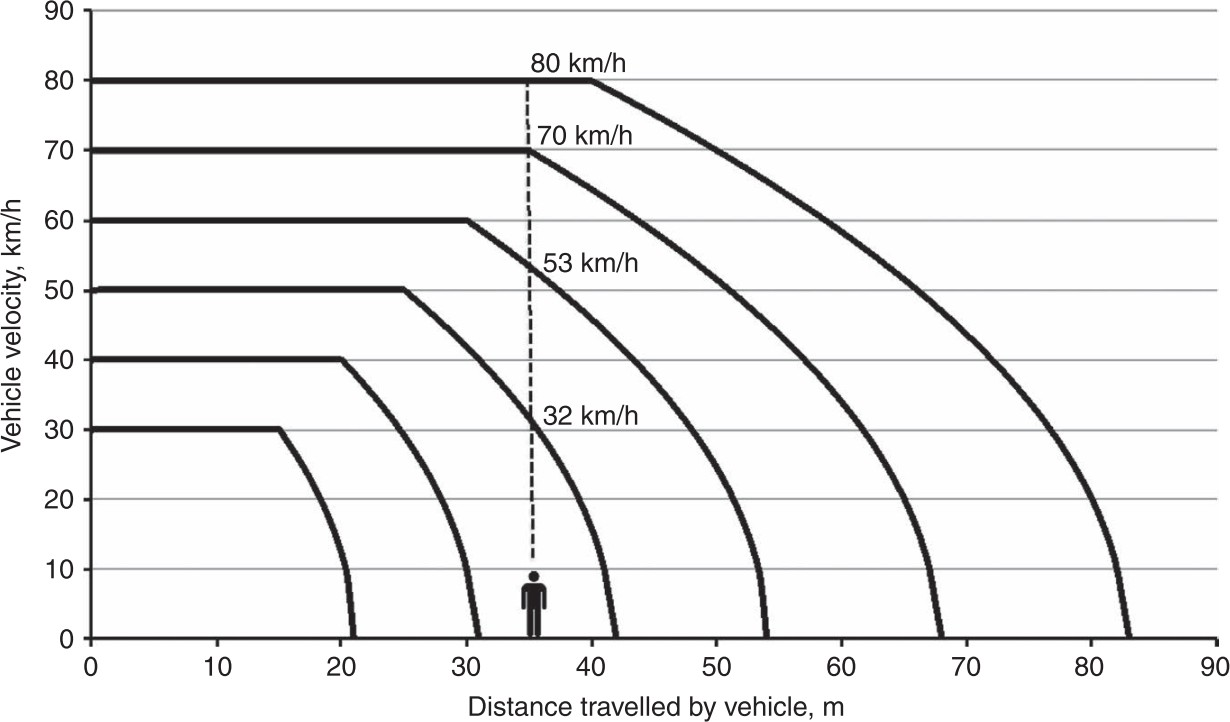 90
80
70
60
50
40
30
20
10
0
Vehicle velocity, km/h
80 km/h
70 km/h
53 km/h
32 km/h
0 10 20 30 40 50 60 70 80 90
Distance travelled by vehicle, m